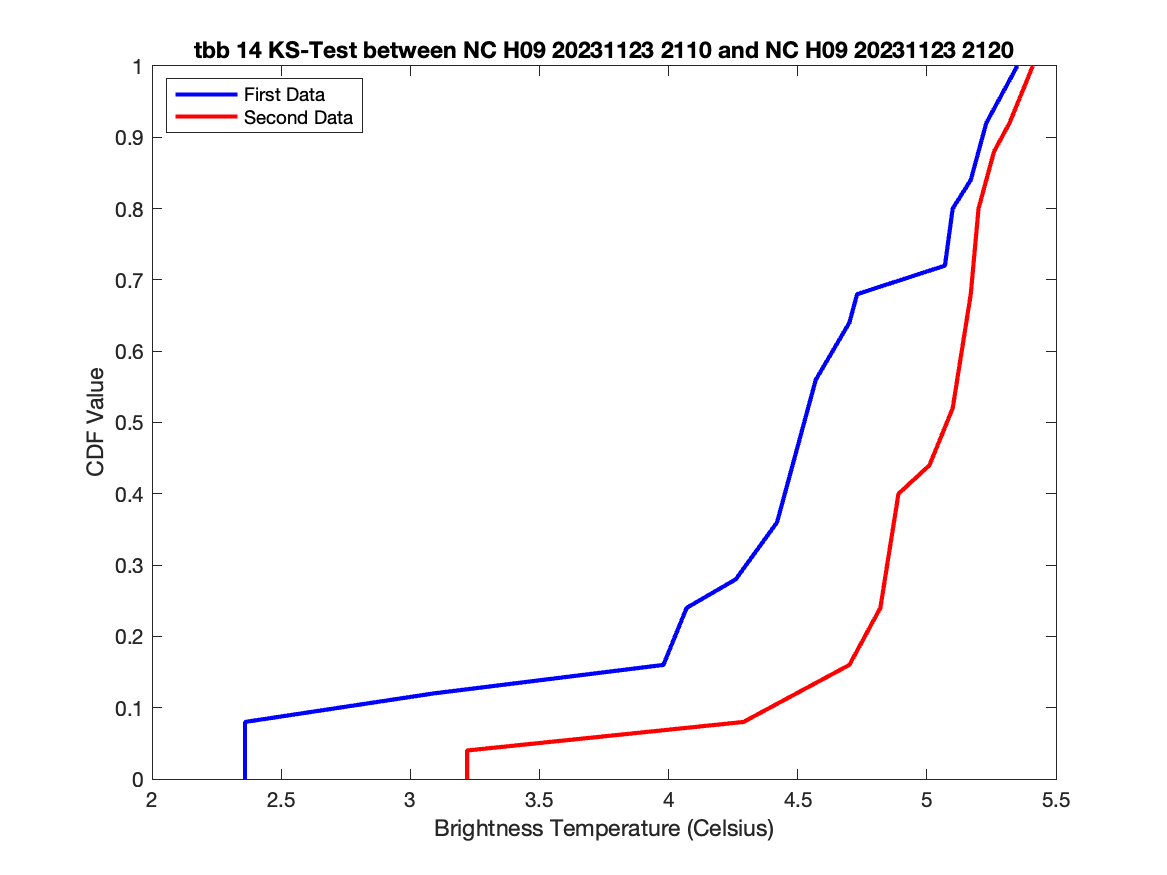 tbb 14 KS-Test between NC H09 20231123 2110 and NC H09 20231123 2120
First Data
Second Data
1
0.9
0.8
0.7
0.6
0.5
0.4
0.3
0.2
0.1
0
CDF Value
2 2.5 3 3.5 4 4.5 5 5.5
Brightness Temperature (Celsius)